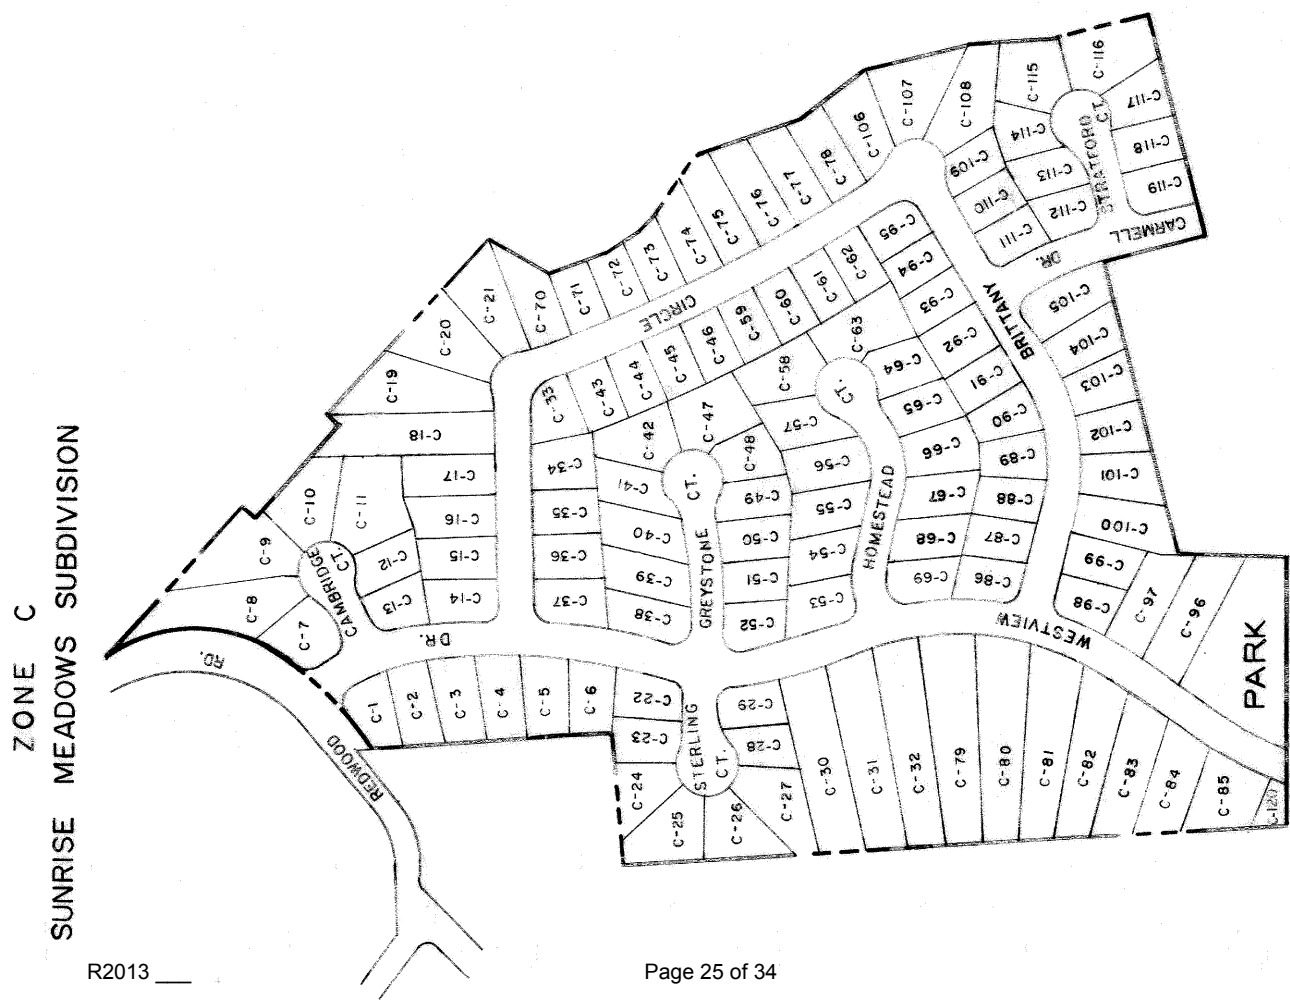 ZONE C
SUNRISE MEADOWS SUBDIVISION
C-116
C-115
C-117
C-107
C-108
STRATFORD
CT.
C-114
C-118
C-106
C-78
C-109
C-113
C-119
C-77
C-110
C-112
C-76
C-111
CARMELL
DR.
C-75
C-95
C-74
C-94
C-73
C-62
C-72
C-61
C-93
C-105
C-71
C-60
BRITTANY
C-70
CIRCLE
C-59
C-63
C-92
C-104
C-21
C-46
C-20
C-45
C-58
C-64
C-91
C-103
C-44
CT.
C-19
C-43
C-65
C-90
C-33
C-47
C-57
C-102
C-18
C-42
C-48
C-66
C-89
C-34
C-56
C-101
C-17
C-41
CT.
C-49
C-67
C-88
C-10
C-11
C-16
C-35
C-40
C-50
C-55
HOMESTEAD
C-68
C-87
C-100
C-9
CT.
C-12
C-15
C-36
C-39
GREYSTONE
C-51
C-54
C-69
C-86
C-99
CAMBRIDGE
C-8
C-13
C-14
C-37
C-38
C-52
C-53
C-98
C-97
C-96
C-7
DR.
WESTVIEW
PARK
RD.
C-1
C-2
C-3
C-4
C-5
C-6
C-22
C-29
C-23
C-28
STERLING
CT.
REDWOOD
C-24
C-25
C-26
C-27
C-30
C-31
C-32
C-79
C-80
C-81
C-82
C-83
C-84
C-85
C-120
R2013 ___
Page 25 of 34